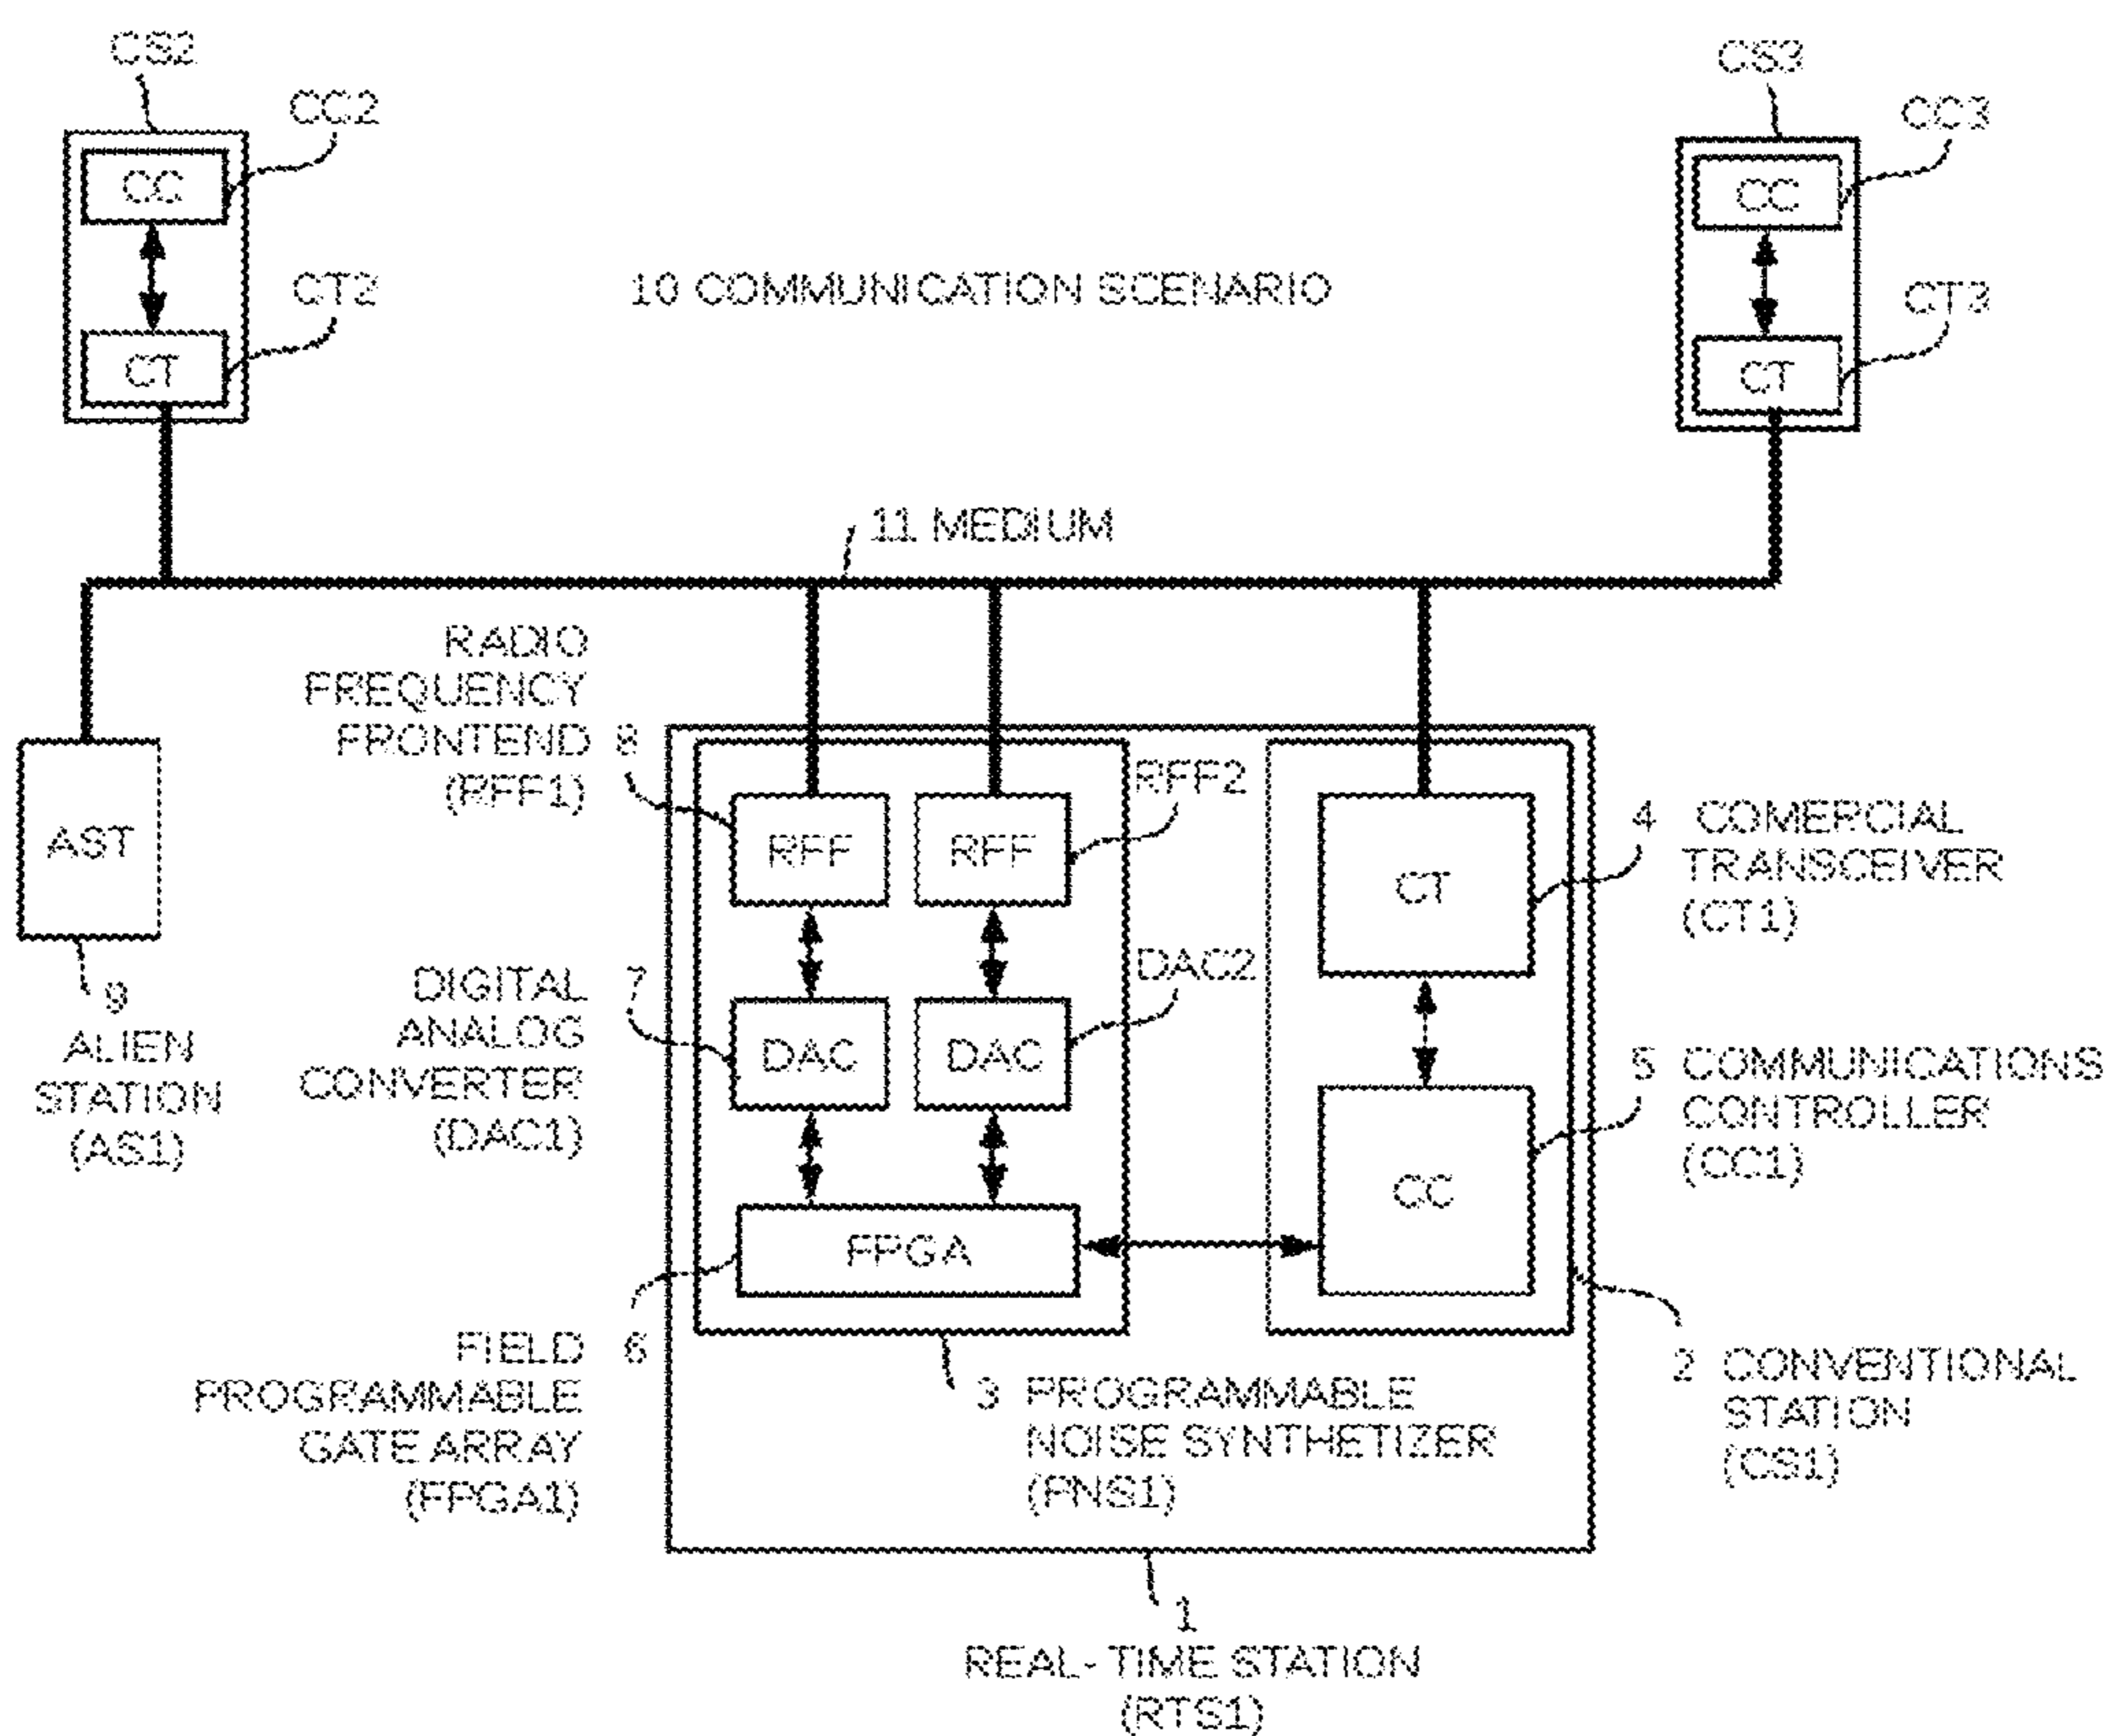 CS2
CS3
CC2
CC3
CC
CC
CT2
CT3
10 COMMUNICATION SCENARIO
CT
CT
11 MEDIUM
RADIO
FREQUENCY
FRONTEND 8
(RFF1)
RFF2
AST
RFF
RFF
CT
4 COMERCIAL
TRANSCEIVER
(CT1)
9
ALIEN
STATION
(AS1)
DIGITAL 7
ANALOG
CONVERTER
(DAC1)
DAC2
DAC
DAC
5 COMMUNICATIONS
CONTROLLER
(CC1)
CC
FPGA
FIELD 6
PROGRAMMABLE
GATE ARRAY
(FPGA1)
3 PROGRAMMABLE
NOISE SYNTHETIZER
(PNS1)
2 CONVENTIONAL
STATION
(CS1)
1
REAL-TIME STATION
(RTS1)